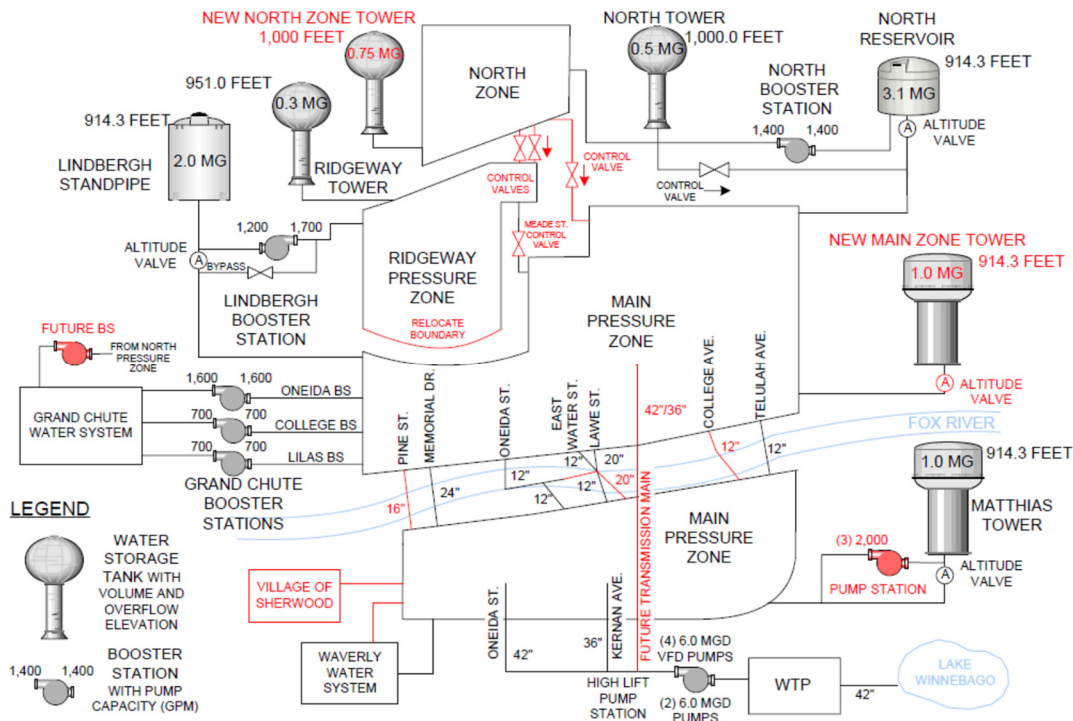 NEW NORTH ZONE TOWER
1,000 FEET
0.75 MG
NORTH TOWER
1,000.0 FEET
0.5 MG
NORTH
RESERVOIR
914.3 FEET
3.1 MG
951.0 FEET
0.3 MG
NORTH
ZONE
NORTH
BOOSTER
STATION
1,400 1,400
A
ALTITUDE
VALVE
914.3 FEET
2.0 MG
LINDBERGH
STANDPIPE
RIDGEWAY
TOWER
CONTROL
VALVES
CONTROL
VALVE
CONTROL
VALVE
MEADE ST.
CONTROL
VALVE
1,200 1,700
ALTITUDE
VALVE
A
BYPASS
LINDBERGH
BOOSTER
STATION
RIDGEWAY
PRESSURE
ZONE
RELOCATE
BOUNDARY
MAIN
PRESSURE
ZONE
NEW MAIN ZONE TOWER
914.3 FEET
1.0 MG
A
ALTITUDE
VALVE
FUTURE BS
FROM NORTH
PRESSURE
ZONE
GRAND CHUTE
WATER SYSTEM
1,600 1,600
ONEIDA BS
700 700
COLLEGE BS
700 700
LILAS BS
GRAND CHUTE
BOOSTER
STATIONS
PINE ST.
MEMORIAL DR.
ONEIDA ST.
EAST
WATER ST.
LAWE ST.
42"/36"
COLLEGE AVE.
TELULAH AVE.
FOX RIVER
16"
24"
12"
12"
12"
12"
20"
20"
12"
12"
FUTURE TRANSMISSION MAIN
MAIN
PRESSURE
ZONE
914.3 FEET
1.0 MG
MATTHIAS
TOWER
(3) 2,000
PUMP STATION
A
ALTITUDE
VALVE
LEGEND
WATER
STORAGE
TANK WITH
VOLUME AND
OVERFLOW
ELEVATION
1,400 1,400
BOOSTER
STATION
WITH PUMP
CAPACITY (GPM)
VILLAGE OF
SHERWOOD
WAVERLY
WATER
SYSTEM
ONEIDA ST.
42"
36"
KERNAN AVE.
HIGH LIFT
PUMP
STATION
(4) 6.0 MGD
VFD PUMPS
(2) 6.0 MGD
PUMPS
WTP
42"
LAKE
WINNEBAGO